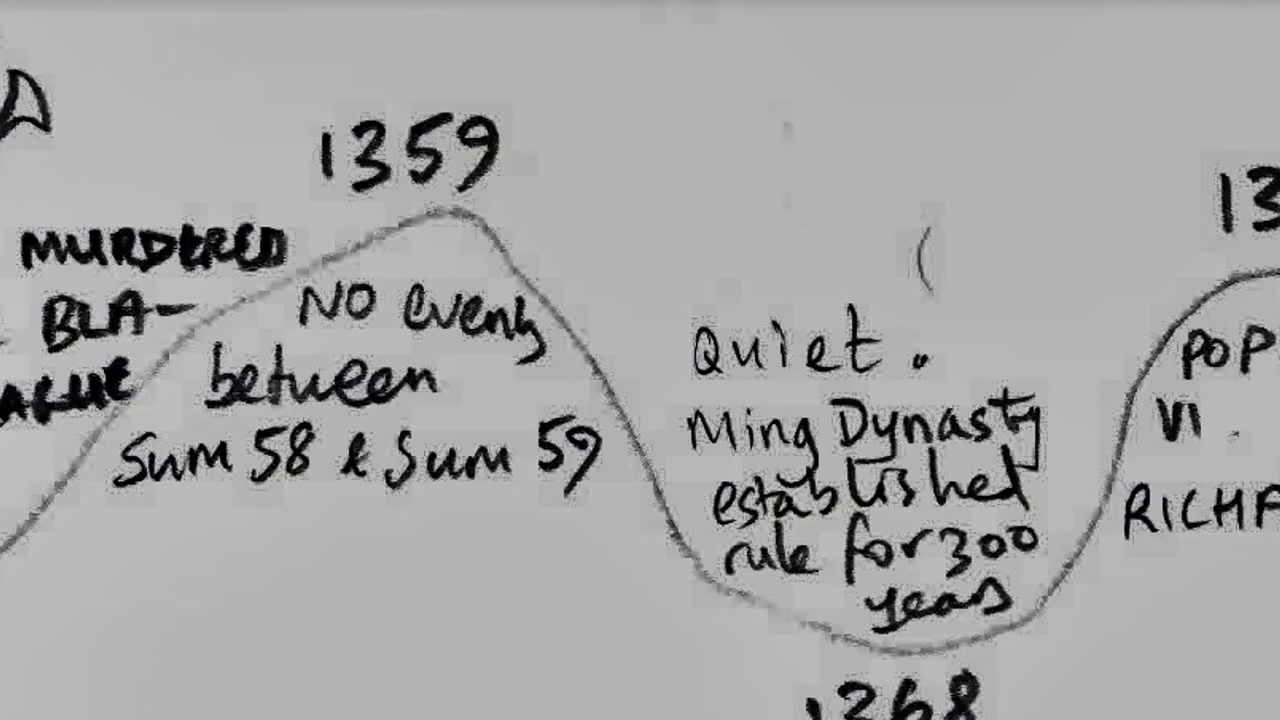 1359
MURDERED
BLA-
NO events
between
Sum 58 & Sum 59
Quiet.
Ming Dynasty
established
rule for 300
years
1368
13
POP
VI.
RICHA